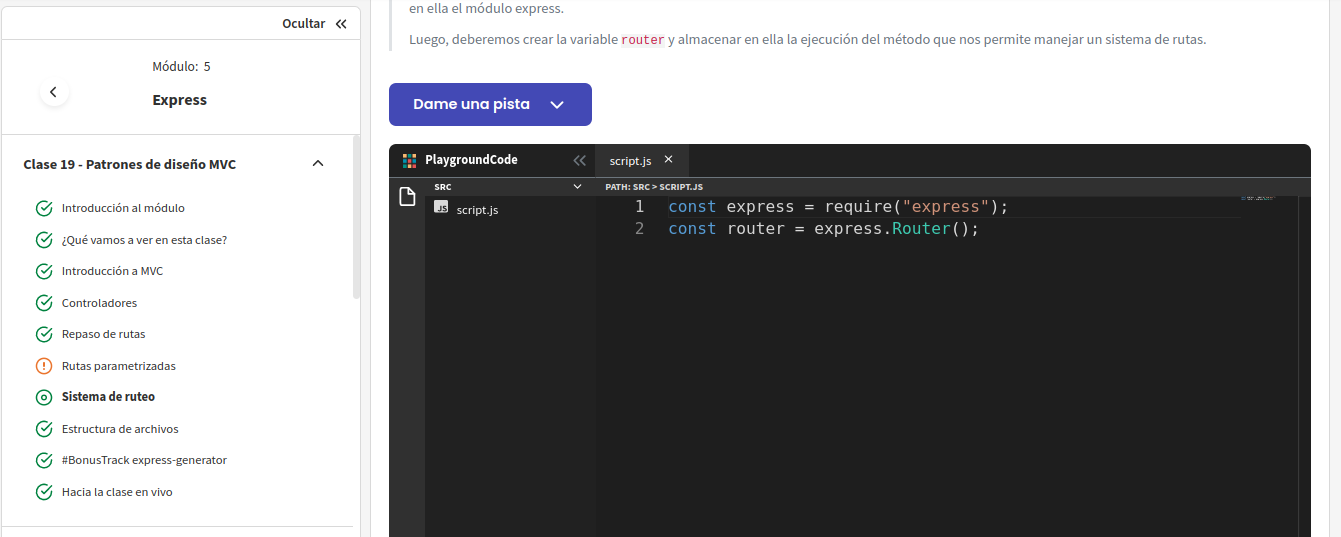 Ocultar
Módulo: 5
Express
Clase 19 - Patrones de diseño MVC
Introducción al módulo
¿Qué vamos a ver en esta clase?
Introducción a MVC
Controladores
Repaso de rutas
Rutas parametrizadas
Sistema de ruteo
Estructura de archivos
#BonusTrack express-generator
Hacia la clase en vivo
en ella el módulo express.
Luego, deberemos crear la variable router y almacenar en ella la ejecución del método que nos permite manejar un sistema de rutas.
Dame una pista
PlaygroundCode
script.js
SRC
PATH: SRC > SCRIPT.JS
JS script.js
1 const express = require("express");
2 const router = express.Router();